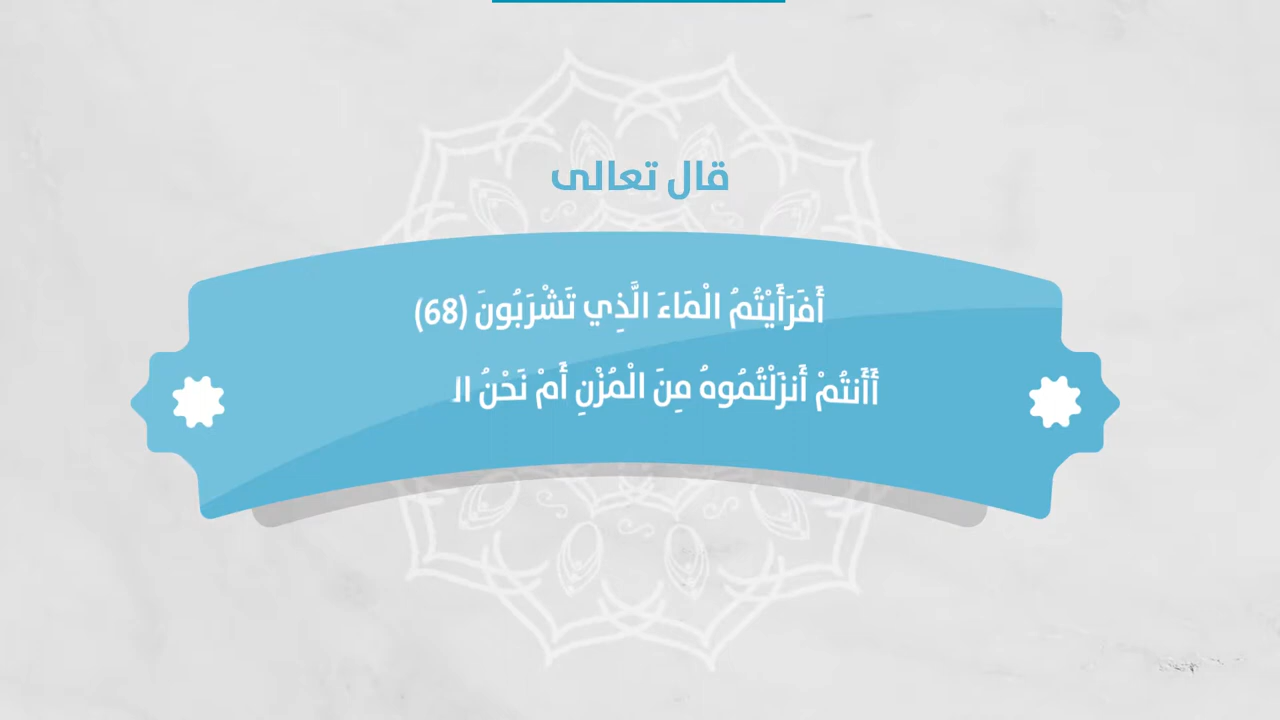 قال تعالى
أَفَرَأَيْتُمُ الْمَاءَ الَّذِي تَشْرَبُونَ (68)
أَأَنتُمْ أَنزَلْتُمُوهُ مِنَ الْمُزْنِ أَمْ نَحْنُ